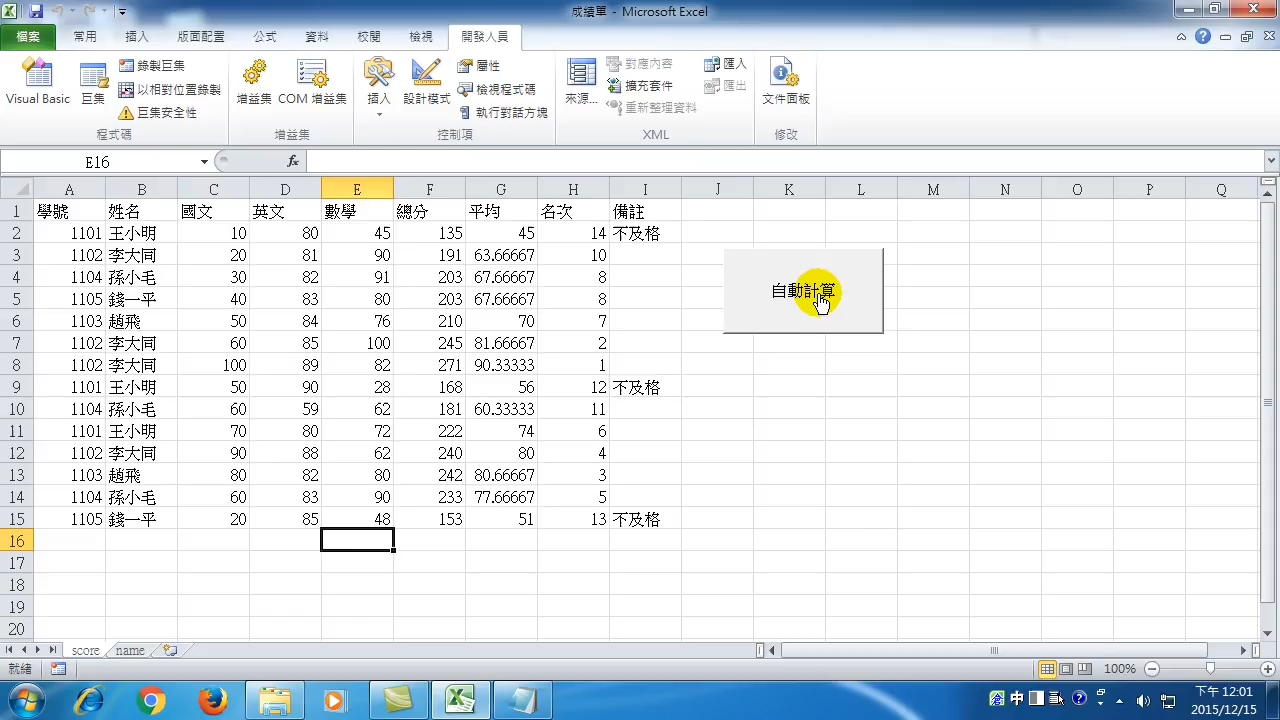 成績單 - Microsoft Excel
檔案 常用 插入 版面配置 公式 資料 校閱 檢視 開發人員
Visual Basic 巨集 錄製巨集 以相對位置錄製 巨集安全性 程式碼
增益集 COM 增益集 增益集
插入 設計模式 屬性 檢視程式碼 執行對話方塊 控制項
來源... 對應內容 擴充套件 重新整理資料 匯入 匯出 XML
文件面板 修改
E16 fx
A B C D E F G H I J K L M N O P Q
1 學號 姓名 國文 英文 數學 總分 平均 名次 備註
2 1101 王小明 10 80 45 135 45 14 不及格
3 1102 李大同 20 81 90 191 63.66667 10
4 1104 孫小毛 30 82 91 203 67.66667 8
5 1105 錢一平 40 83 80 203 67.66667 8
6 1103 趙飛 50 84 76 210 70 7
7 1102 李大同 60 85 100 245 81.66667 2
8 1102 李大同 100 89 82 271 90.33333 1
9 1101 王小明 50 90 28 168 56 12 不及格
10 1104 孫小毛 60 59 62 181 60.33333 11
11 1101 王小明 70 80 72 222 74 6
12 1102 李大同 90 88 62 240 80 4
13 1103 趙飛 80 82 80 242 80.66667 3
14 1104 孫小毛 60 83 90 233 77.66667 5
15 1105 錢一平 20 85 48 153 51 13 不及格
16
17
18
19
20
自動計算
score name
就緒 100%
中 下午 12:01
2015/12/15